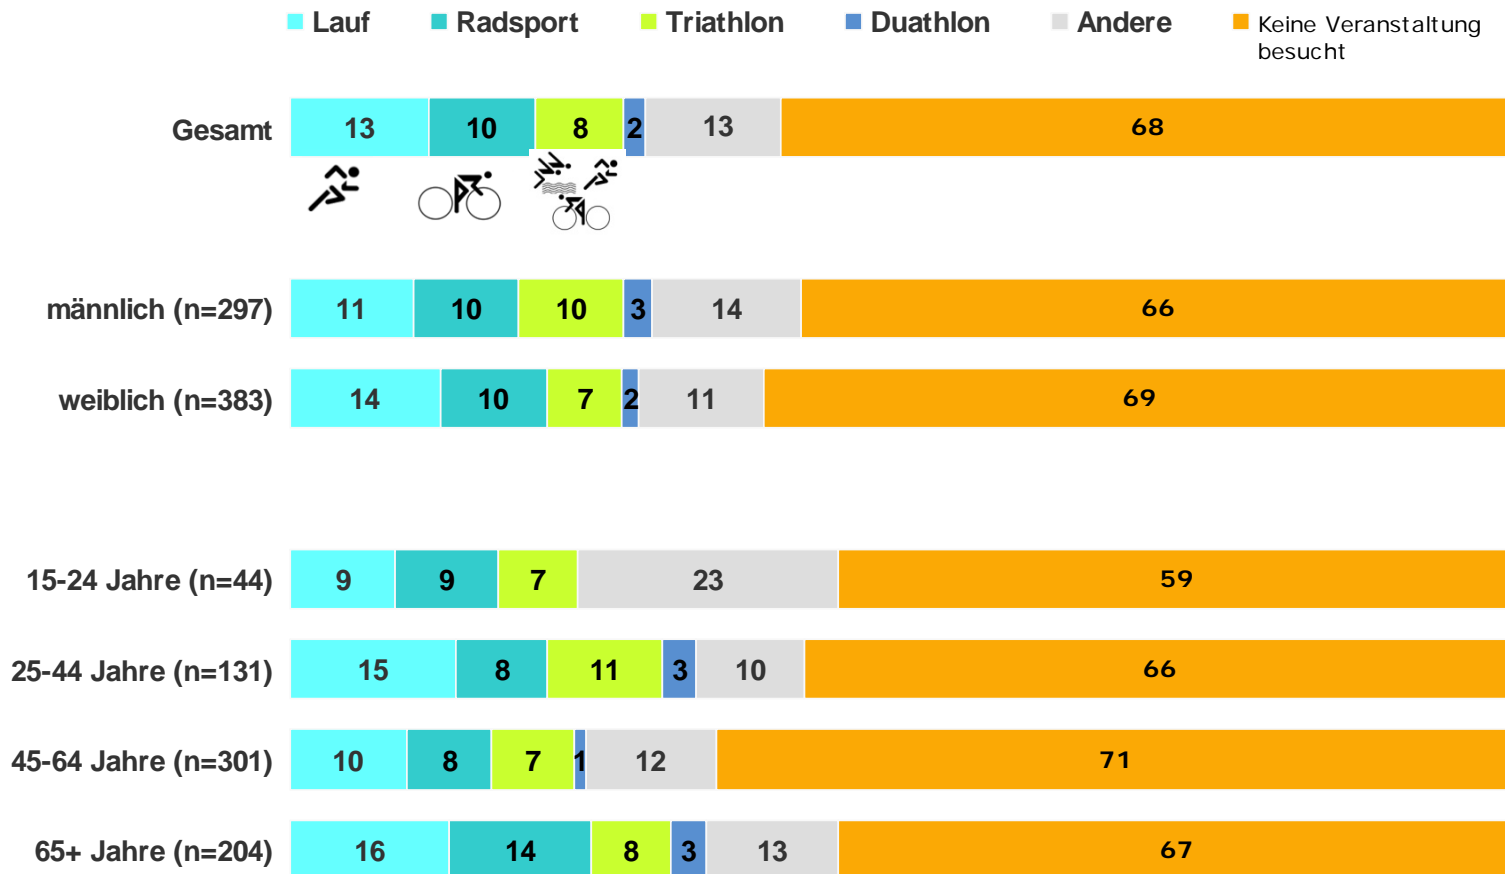 Lauf Radsport Triathlon Duathlon Andere Keine Veranstaltung
besucht
Gesamt 13 10 8 2 13 68
männlich (n=297) 11 10 10 3 14 66
weiblich (n=383) 14 10 7 2 11 69
15-24 Jahre (n=44) 9 9 7 23 59
25-44 Jahre (n=131) 15 8 11 3 10 66
45-64 Jahre (n=301) 10 8 7 1 12 71
65+ Jahre (n=204) 16 14 8 3 13 67